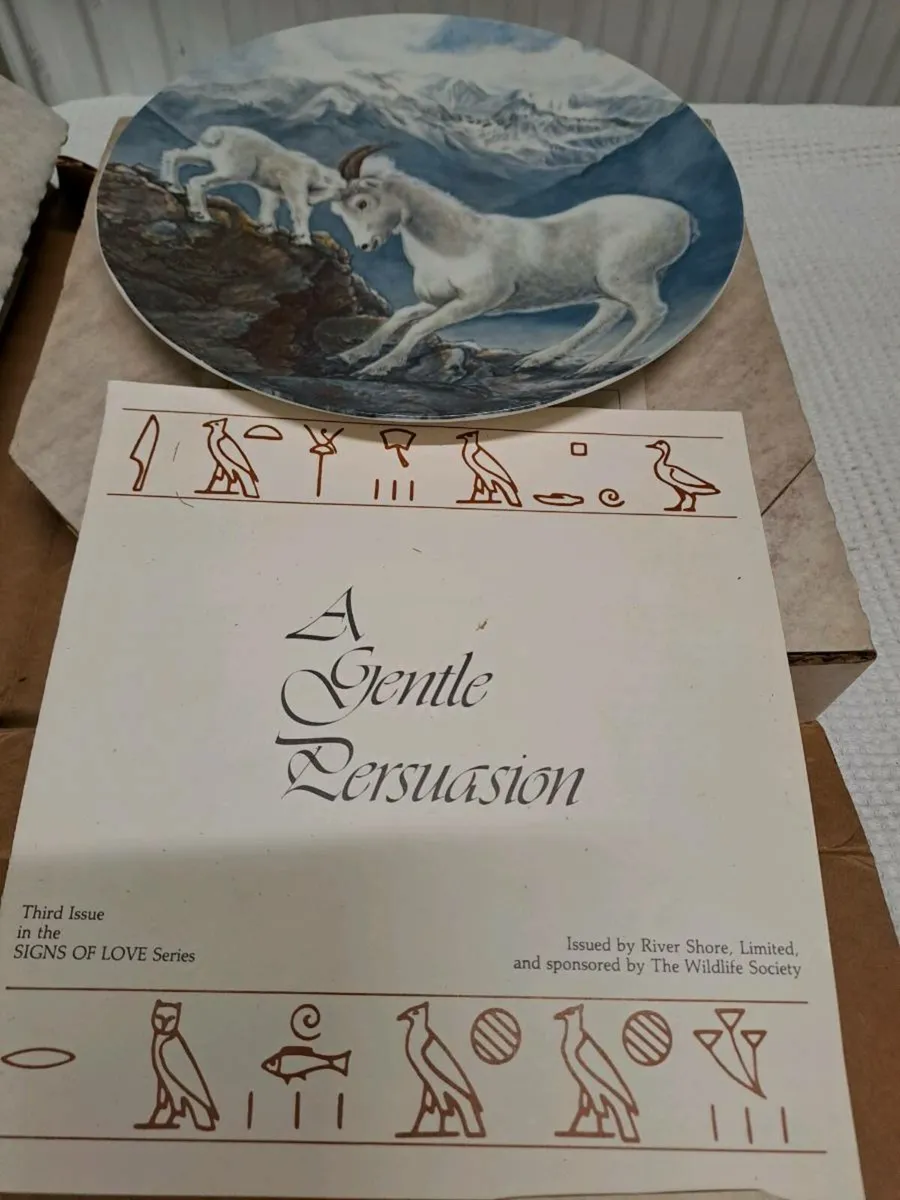 A
Gentle
Persuasion
Third Issue
in the
SIGNS OF LOVE Series
Issued by River Shore, Limited,
and sponsored by The Wildlife Society